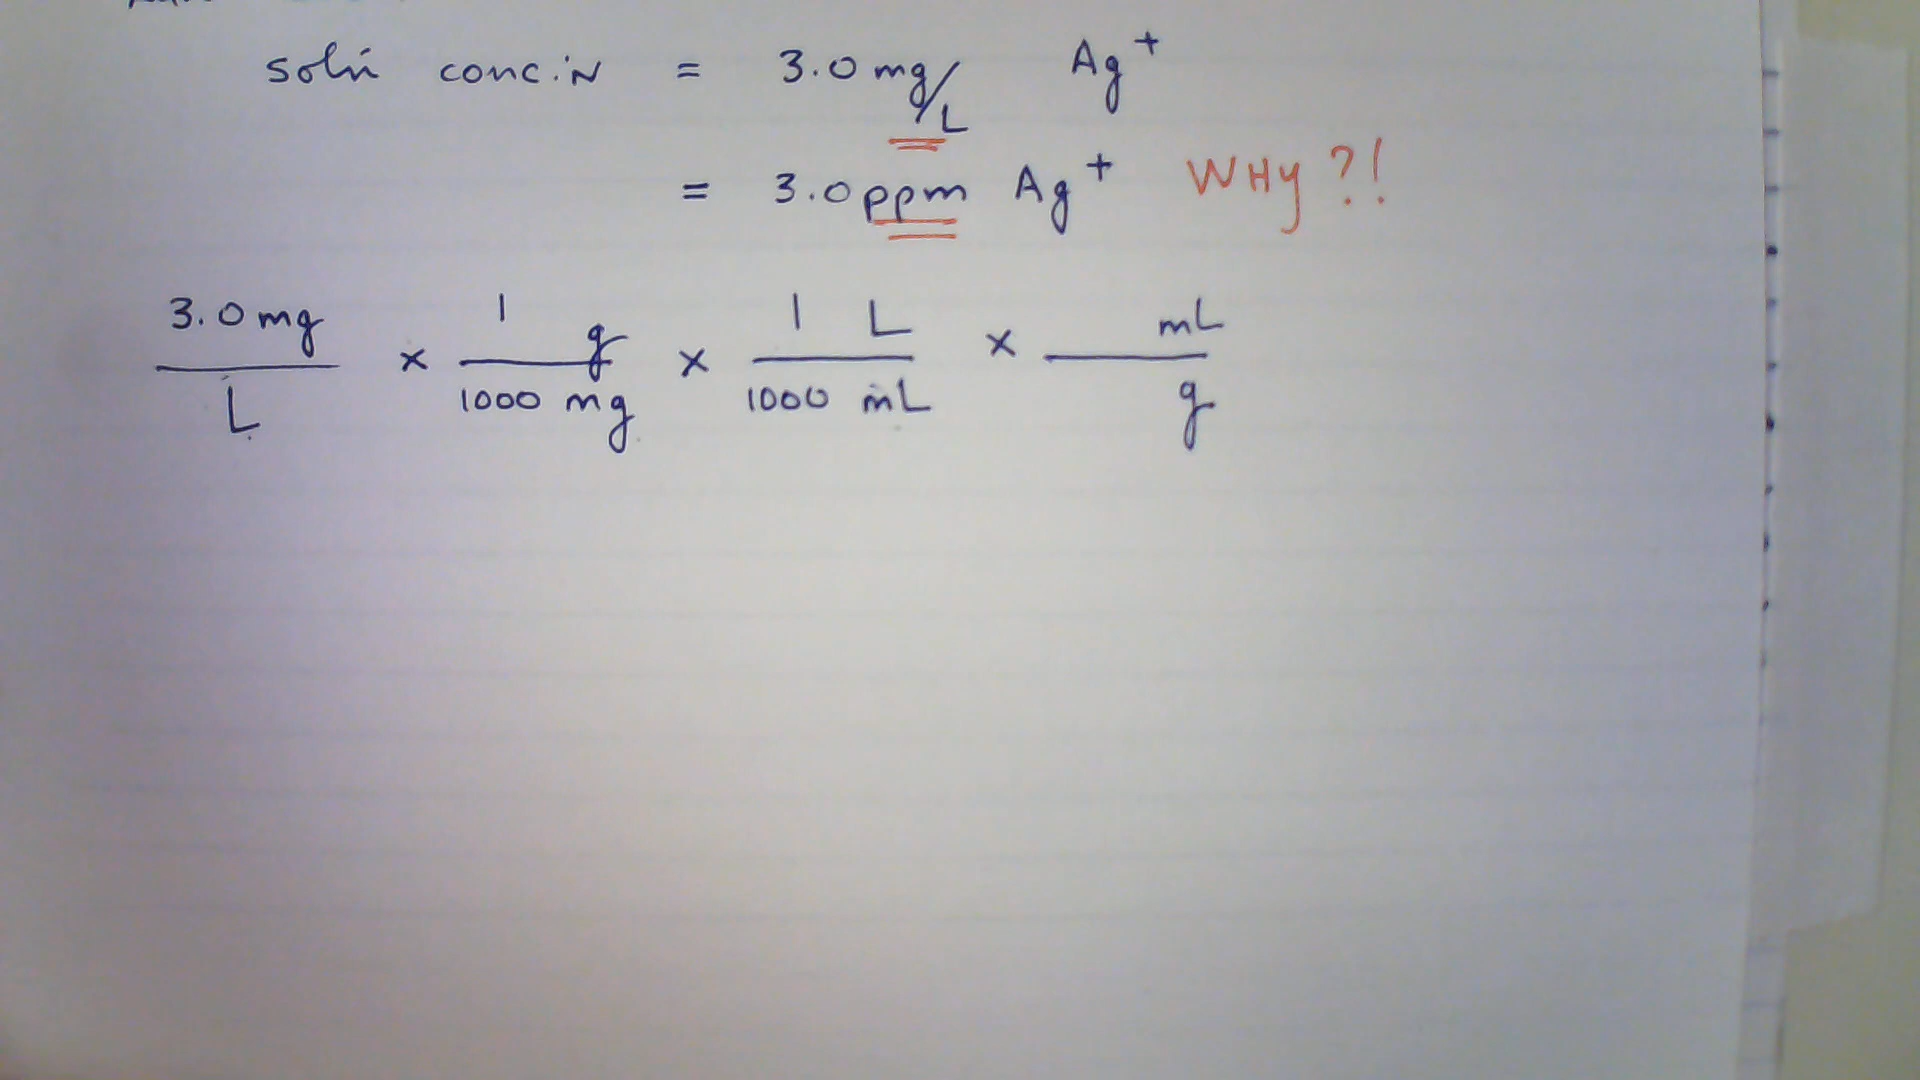 sol'n conc.'N = 3.0 mg/L Ag+
= 3.0 ppm Ag+ WHY?!
3.0 mg / L × 1 g / 1000 mg × 1 L / 1000 mL × mL / g